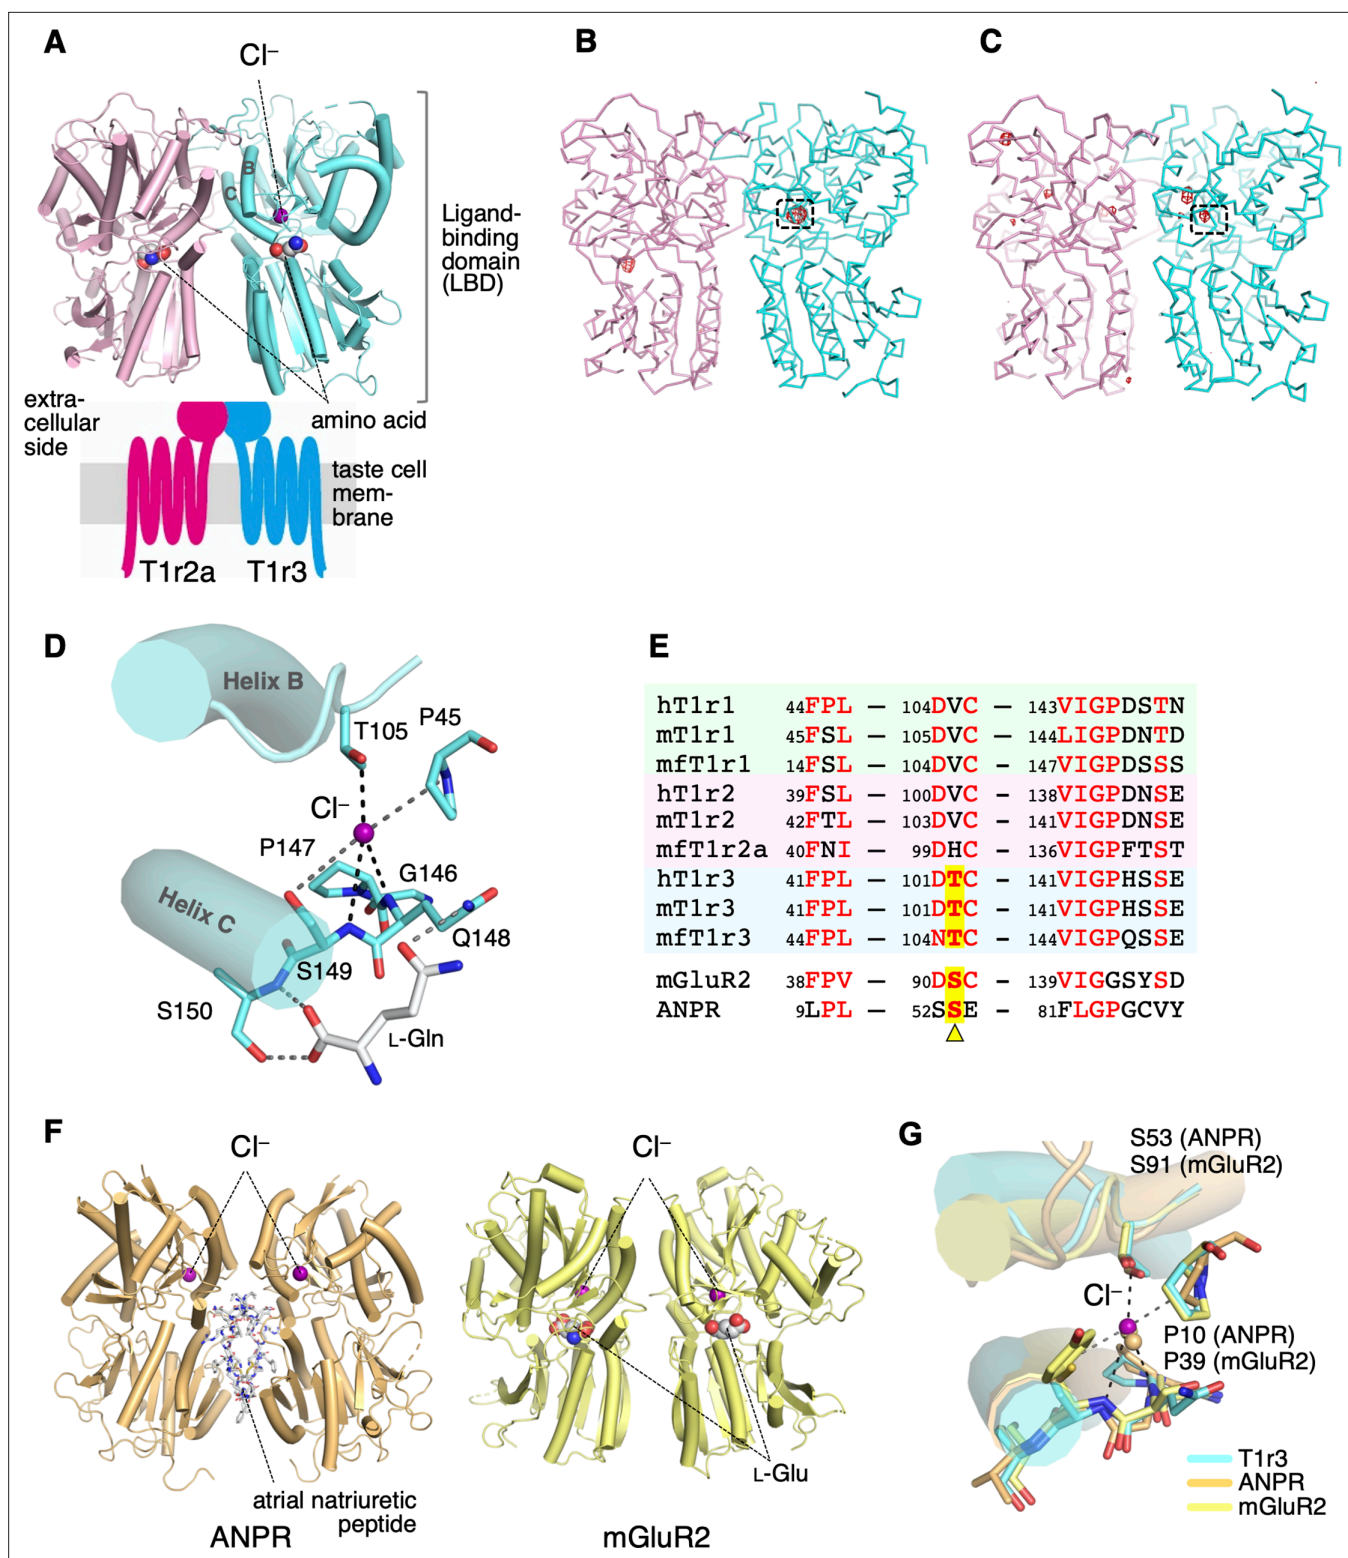 A
B
C
Cl–
B
C
Ligand-
binding
domain
(LBD)
extra-
cellular
side
amino acid
taste cell
mem-
brane
T1r2a
T1r3
D
Helix B
T105
P45
Cl–
P147
G146
Helix C
Q148
S149
S150
L-Gln
E
hT1r1 44FPL – 104DVC – 143VIGPDSTN
mT1r1 45FSL – 105DVC – 144LIGPDNTD
mfT1r1 14FSL – 104DVC – 147VIGPDSSS
hT1r2 39FSL – 100DVC – 138VIGPDNSE
mT1r2 42FTL – 103DVC – 141VIGPDNSE
mfT1r2a 40FNI – 99DHC – 136VIGPFTST
hT1r3 41FPL – 101DTC – 141VIGPHSSE
mT1r3 41FPL – 101DTC – 141VIGPHSSE
mfT1r3 44FPL – 104NTC – 144VIGPQSSE
mGluR2 38FPV – 90DSC – 139VIGGSYSD
ANPR 9LPL – 52SSE – 81FLGPGCVY
F
Cl–
Cl–
L-Glu
atrial natriuretic
peptide
ANPR
mGluR2
G
S53 (ANPR)
S91 (mGluR2)
Cl–
P10 (ANPR)
P39 (mGluR2)
T1r3
ANPR
mGluR2